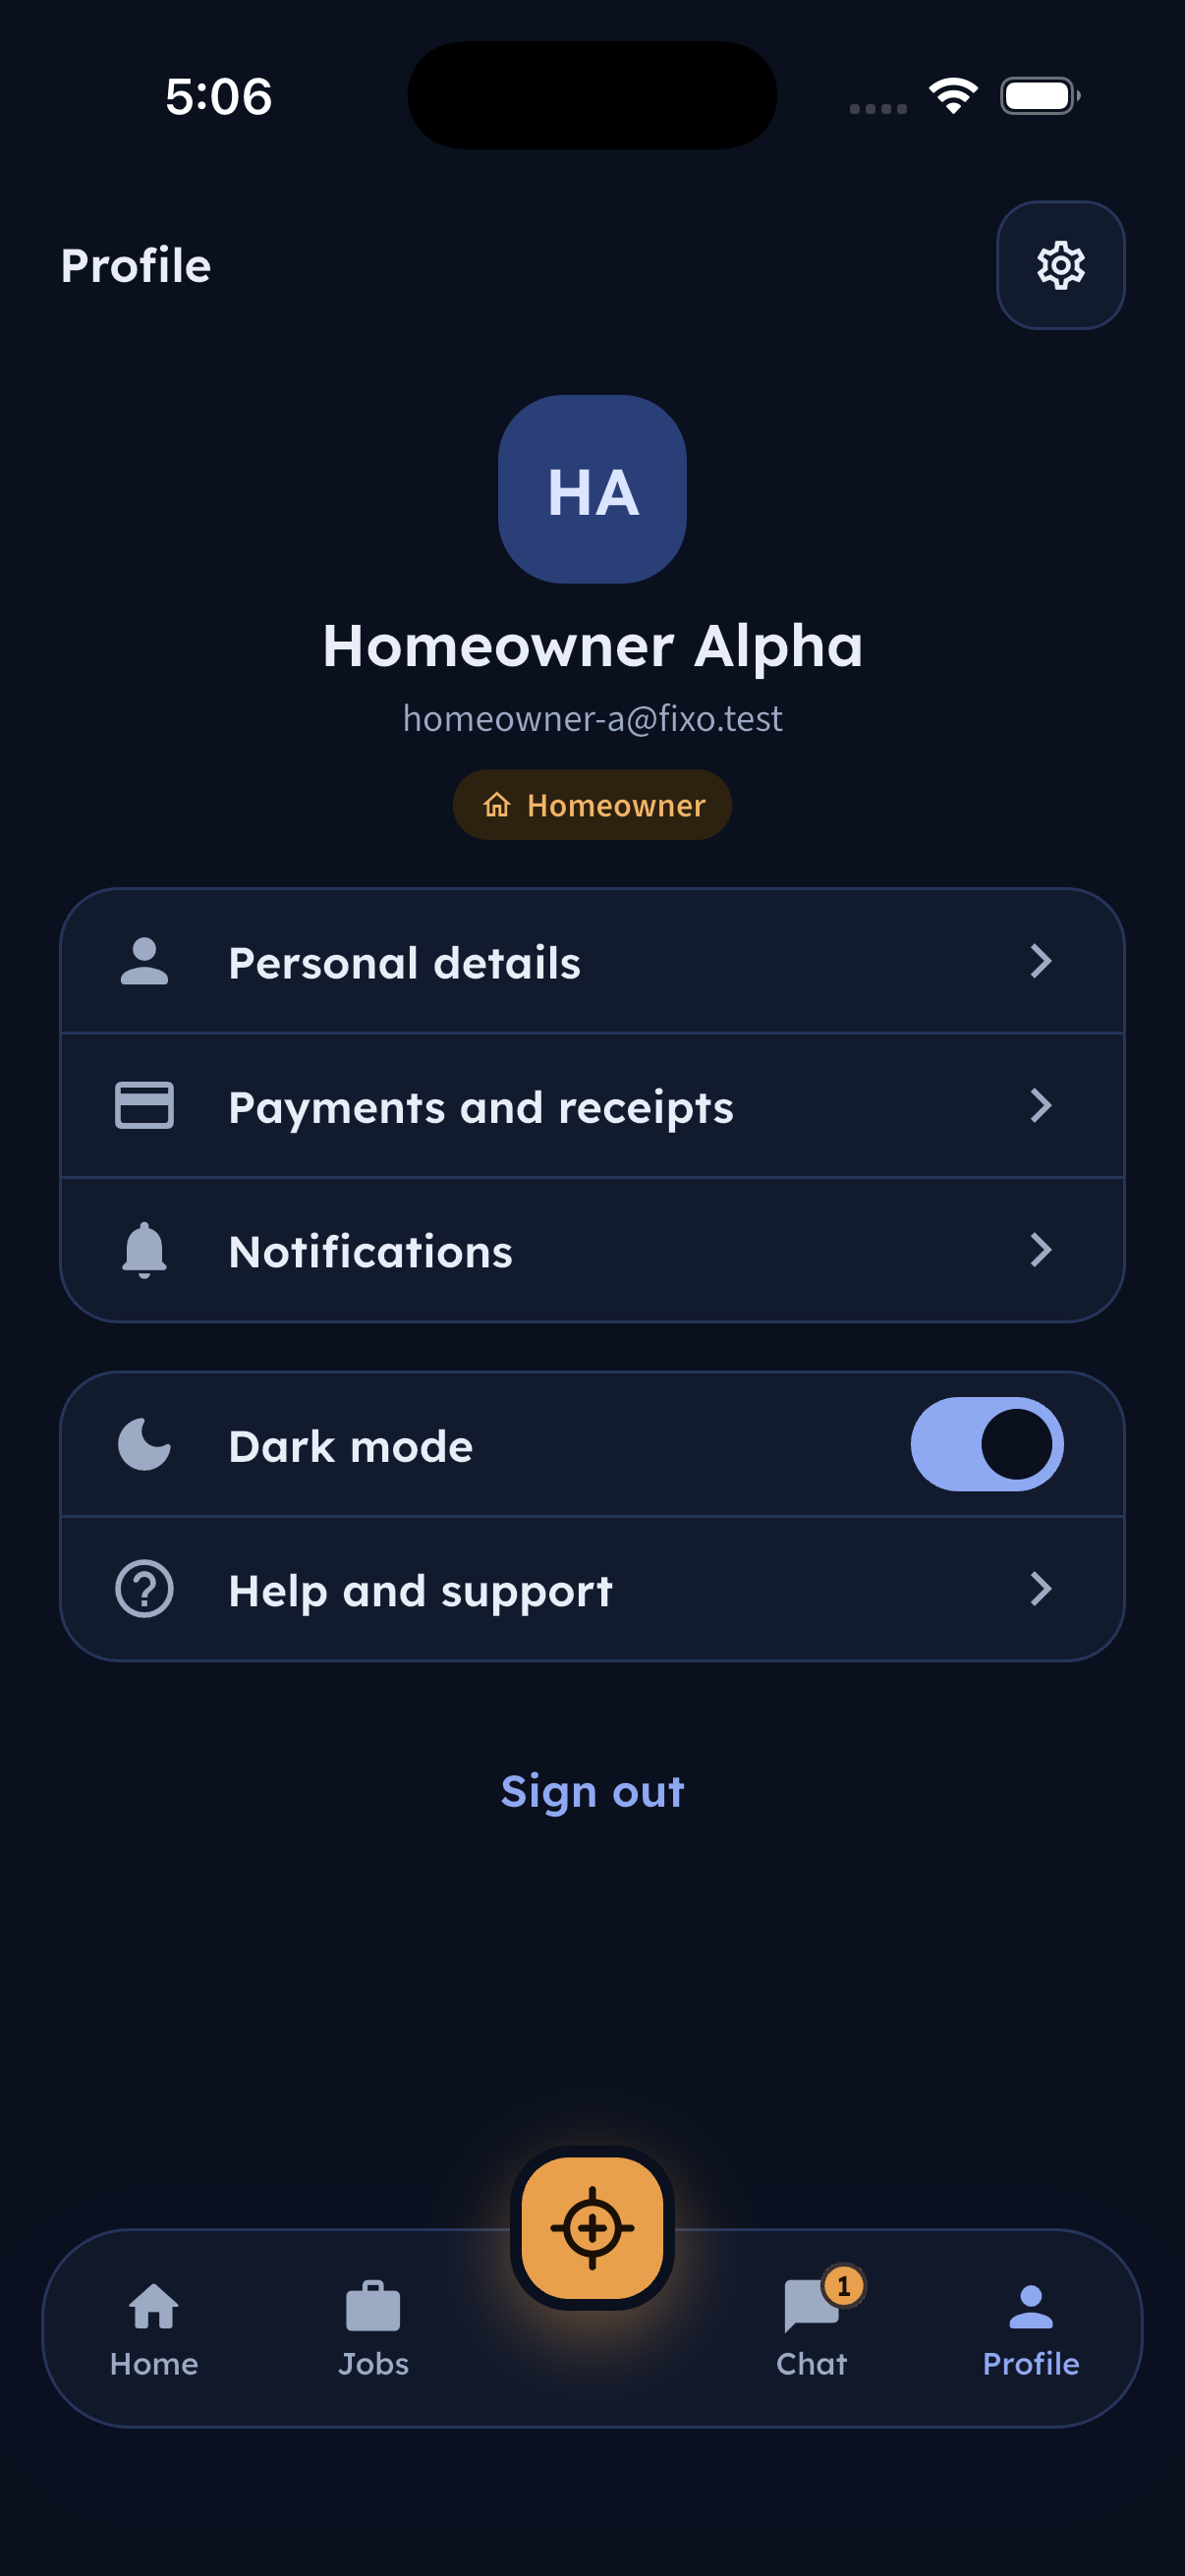 5:06
Profile
HA
Homeowner Alpha
homeowner-a@fixo.test
Homeowner
Personal details
Payments and receipts
Notifications
Dark mode
Help and support
Sign out
1
Home
Jobs
Chat
Profile